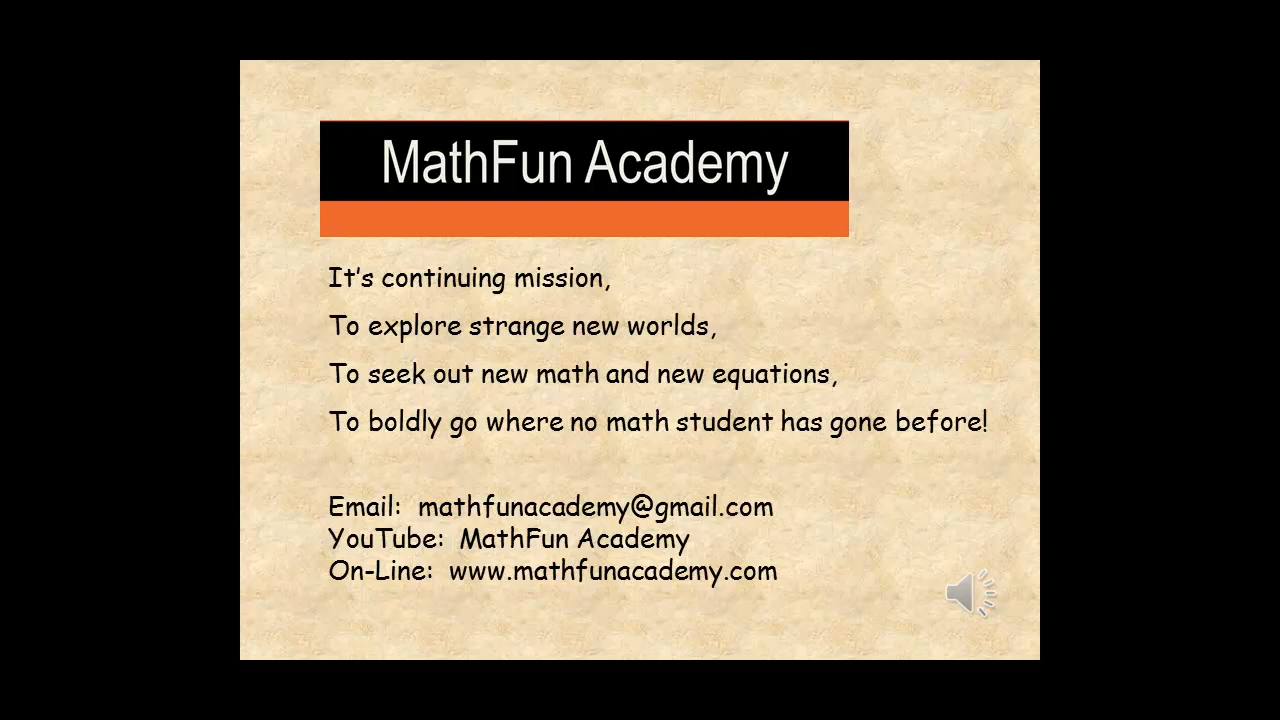 MathFun Academy
It's continuing mission,
To explore strange new worlds,
To seek out new math and new equations,
To boldly go where no math student has gone before!
Email:  mathfunacademy@gmail.com
YouTube:  MathFun Academy
On-Line:  www.mathfunacademy.com